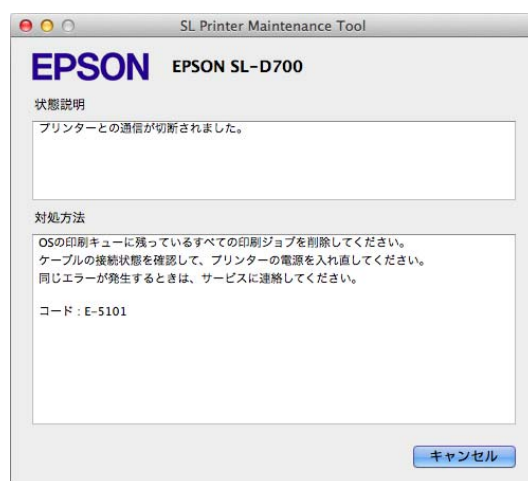 SL Printer Maintenance Tool
EPSON EPSON SL-D700
状態説明
プリンターとの通信が切断されました。
対処方法
OSの印刷キューに残っているすべての印刷ジョブを削除してください。
ケーブルの接続状態を確認して、プリンターの電源を入れ直してください。
同じエラーが発生するときは、サービスに連絡してください。
コード：E-5101
キャンセル